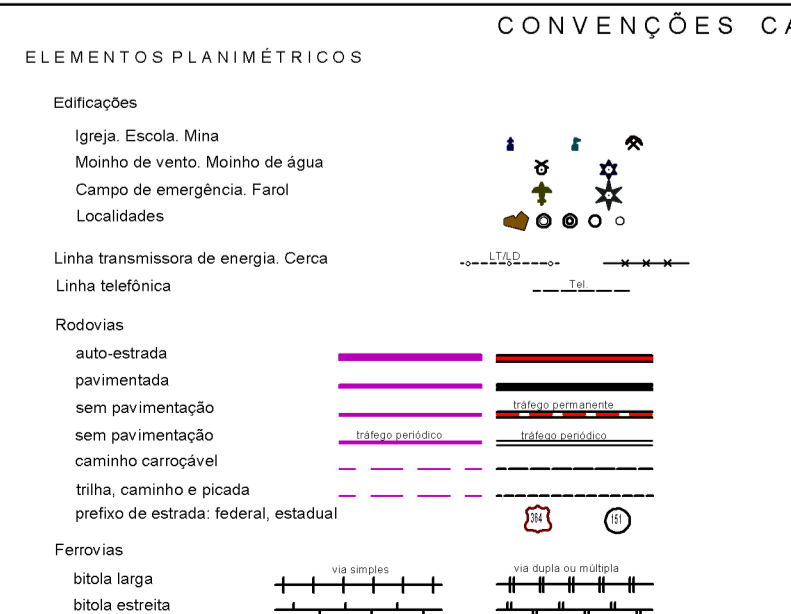 CONVENÇÕES CA
ELEMENTOS PLANIMÉTRICOS
Edificações
Igreja. Escola. Mina
Moinho de vento. Moinho de água
Campo de emergência. Farol
Localidades
Linha transmissora de energia. Cerca LT/LD
Linha telefônica Tel.
Rodovias
auto-estrada
pavimentada
sem pavimentação tráfego permanente
sem pavimentação tráfego periódico tráfego periódico
caminho carroçável
trilha, caminho e picada
prefixo de estrada: federal, estadual 364 151
Ferrovias
bitola larga via simples via dupla ou múltipla
bitola estreita